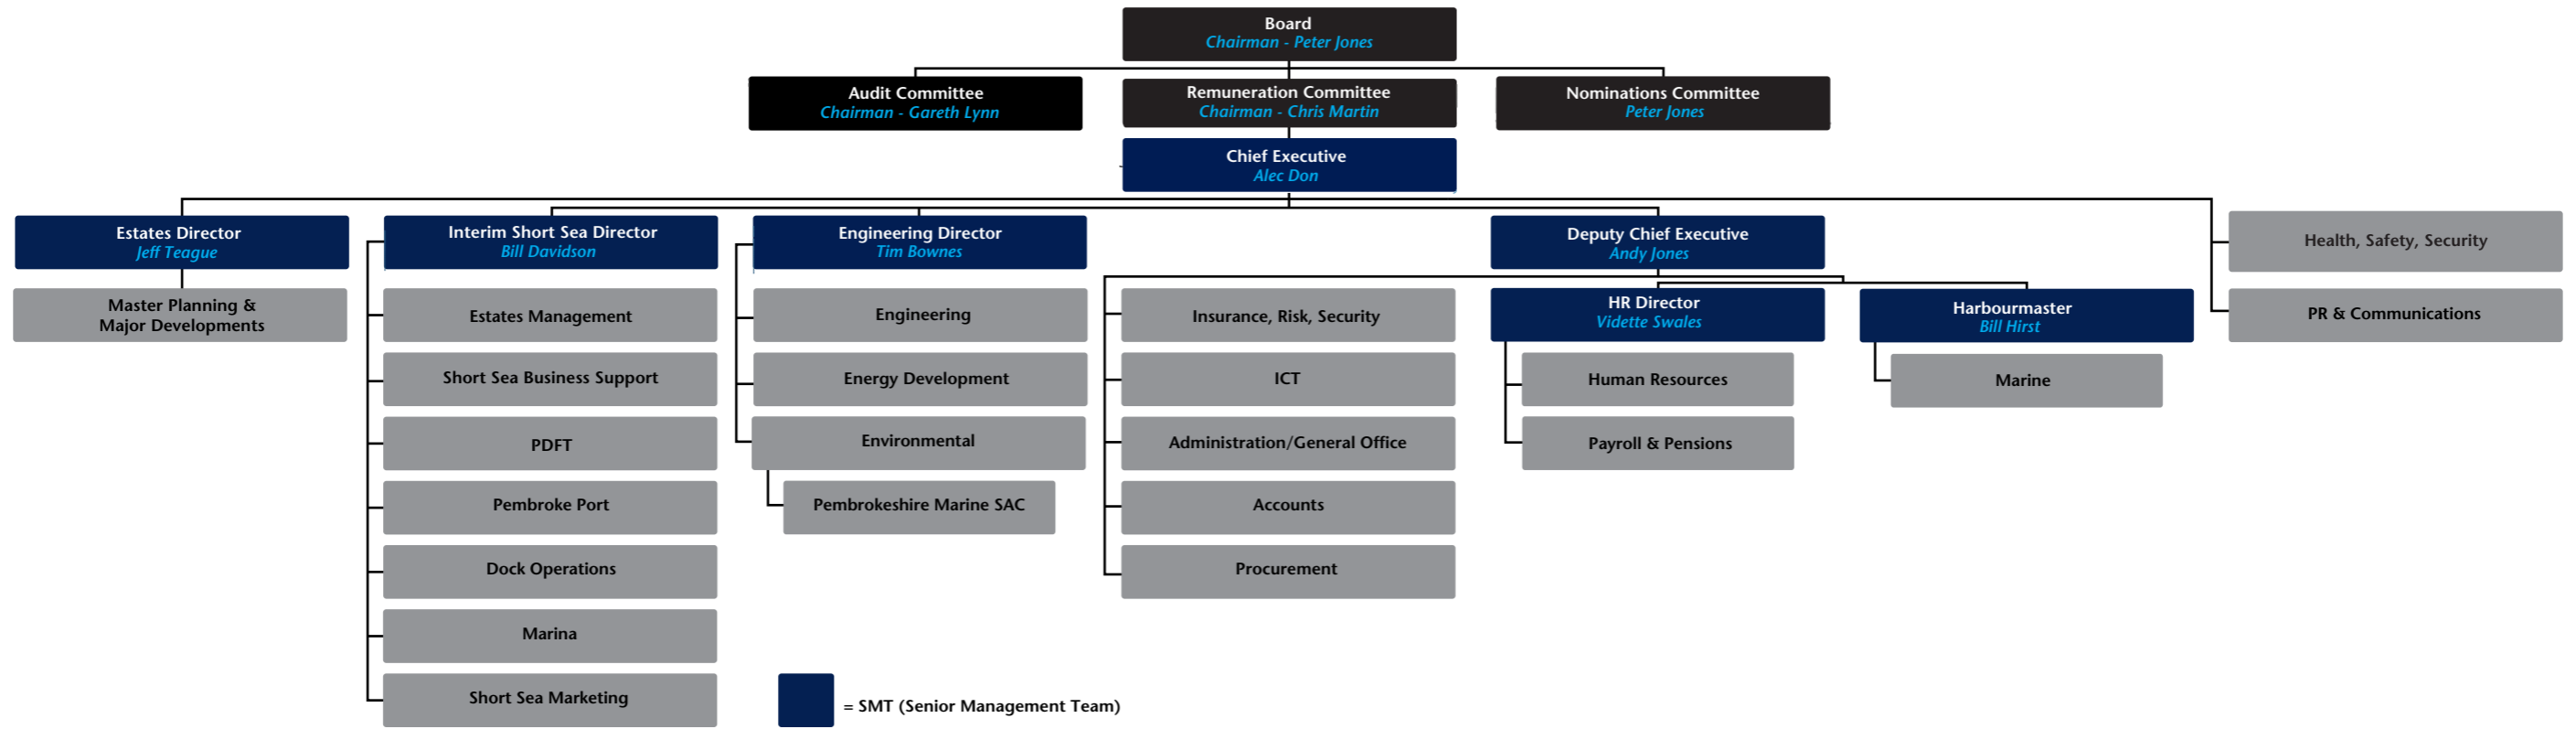 Board
Chairman - Peter Jones
Audit Committee
Chairman - Gareth Lynn
Remuneration Committee
Chairman - Chris Martin
Nominations Committee
Peter Jones
Chief Executive
Alec Don
Estates Director
Jeff Teague
Master Planning &
Major Developments
Interim Short Sea Director
Bill Davidson
Estates Management
Short Sea Business Support
PDFT
Pembroke Port
Dock Operations
Marina
Short Sea Marketing
Engineering Director
Tim Bownes
Engineering
Energy Development
Environmental
Pembrokeshire Marine SAC
Deputy Chief Executive
Andy Jones
Insurance, Risk, Security
ICT
Administration/General Office
Accounts
Procurement
HR Director
Vidette Swales
Human Resources
Payroll & Pensions
Harbourmaster
Bill Hirst
Marine
Health, Safety, Security
PR & Communications
= SMT (Senior Management Team)